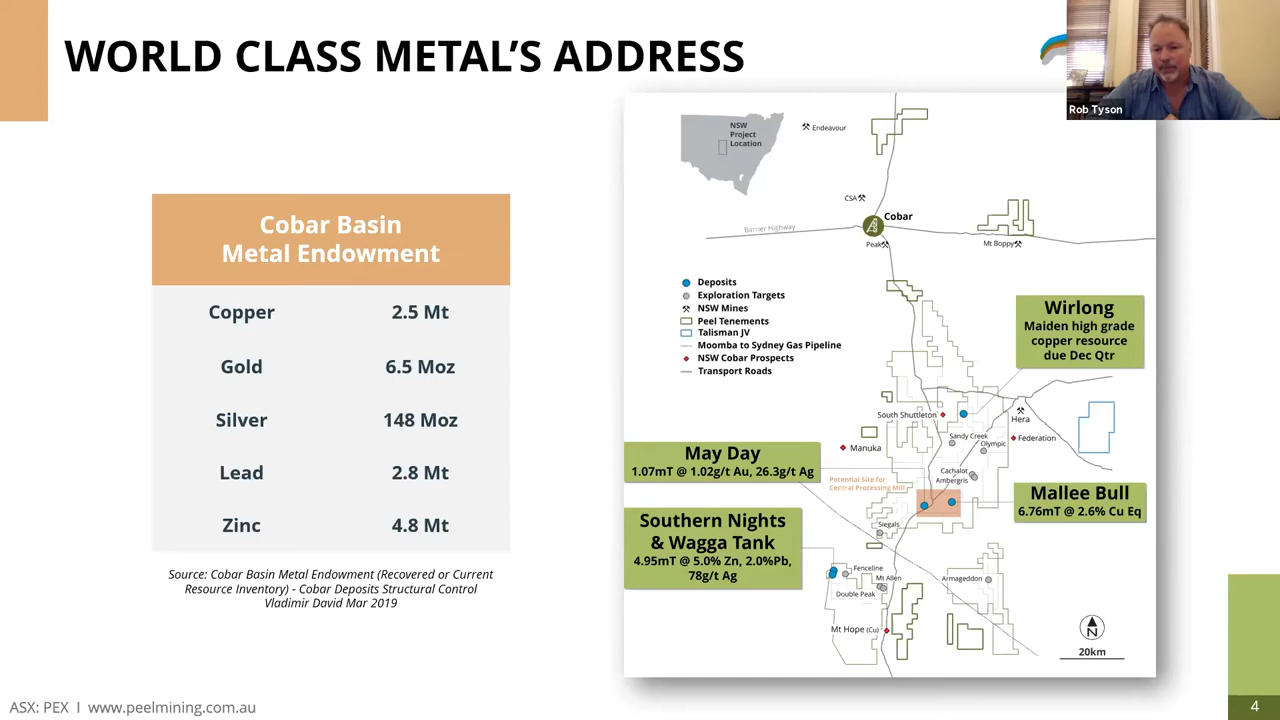 WORLD CLASS METAL'S ADDRESS
Rob Tyson
Cobar Basin
Metal Endowment
Copper 2.5 Mt
Gold 6.5 Moz
Silver 148 Moz
Lead 2.8 Mt
Zinc 4.8 Mt
Source: Cobar Basin Metal Endowment (Recovered or Current
Resource Inventory) - Cobar Deposits Structural Control
Vladimir David Mar 2019
NSW
Project
Location
Endeavour
CSA
Cobar
Barrier Highway
Peak
Mt Boppy
Deposits
Exploration Targets
NSW Mines
Peel Tenements
Talisman JV
Moomba to Sydney Gas Pipeline
NSW Cobar Prospects
Transport Roads
Wirlong
Maiden high grade
copper resource
due Dec Qtr
South Shuttleton
Hera
Sandy Creek
Olympic
Federation
Manuka
May Day
1.07mT @ 1.02g/t Au, 26.3g/t Ag
Cachalot
Ambergris
Potential Site for
Central Processing Mill
Mallee Bull
6.76mT @ 2.6% Cu Eq
Southern Nights
& Wagga Tank
4.95mT @ 5.0% Zn, 2.0%Pb,
78g/t Ag
Siegals
Fenceline
Mt Allen
Double Peak
Armageddon
Mt Hope (Cu)
N
20km
ASX: PEX I www.peelmining.com.au
4